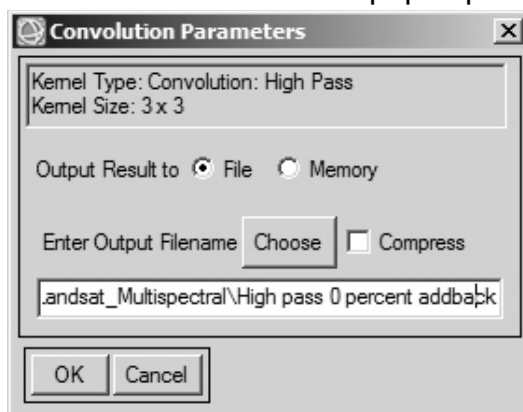 Convolution Parameters
Kernel Type: Convolution: High Pass
Kernel Size: 3 x 3
Output Result to File Memory
Enter Output Filename Choose Compress
.andsat_Multispectral\High pass 0 percent addback
OK Cancel